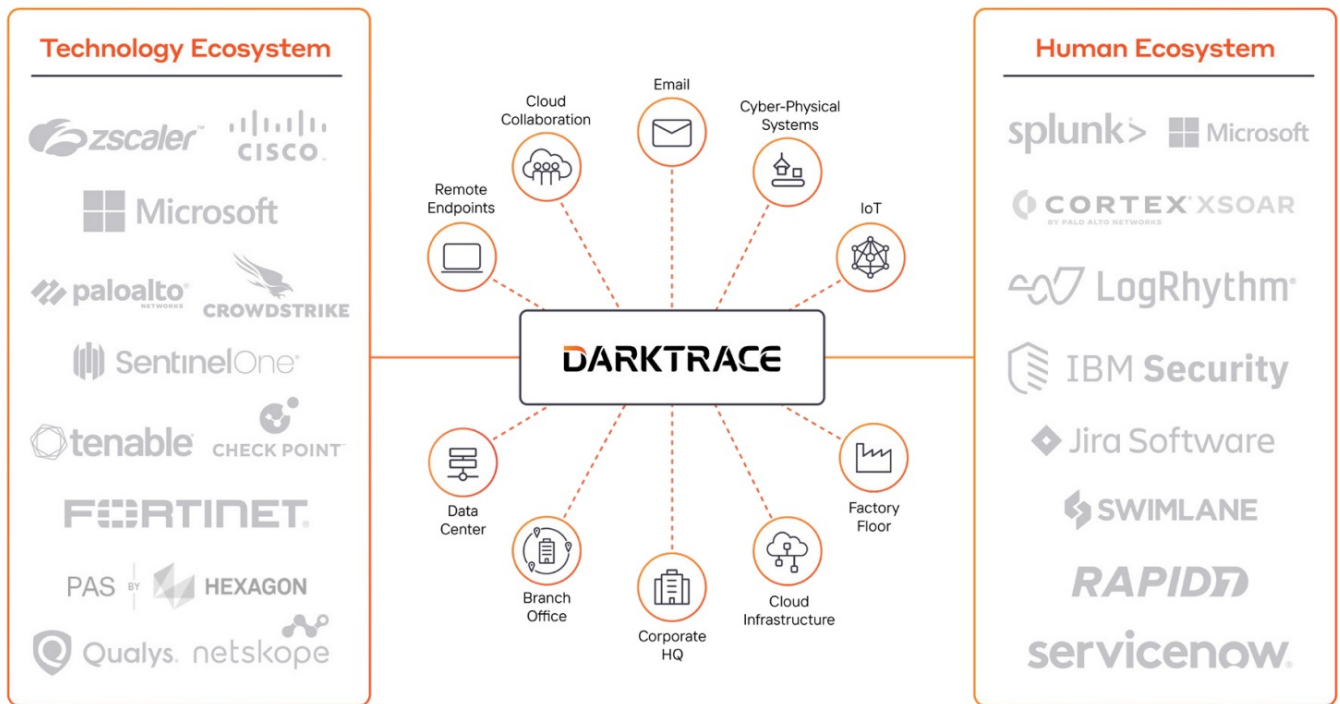 Technology Ecosystem
zscaler™
CISCO
Microsoft
paloalto®
NETWORKS
CROWDSTRIKE
SentinelOne®
tenable®
CHECK POINT™
FORTINET®
PAS BY HEXAGON
Qualys.
netskope
Remote
Endpoints
Cloud
Collaboration
Email
Cyber-Physical
Systems
IoT
DARKTRACE
Data
Center
Branch
Office
Corporate
HQ
Cloud
Infrastructure
Factory
Floor
Human Ecosystem
splunk>
Microsoft
CORTEX® XSOAR
BY PALO ALTO NETWORKS
LogRhythm®
IBM Security
Jira Software
SWIMLANE
RAPID7
servicenow®